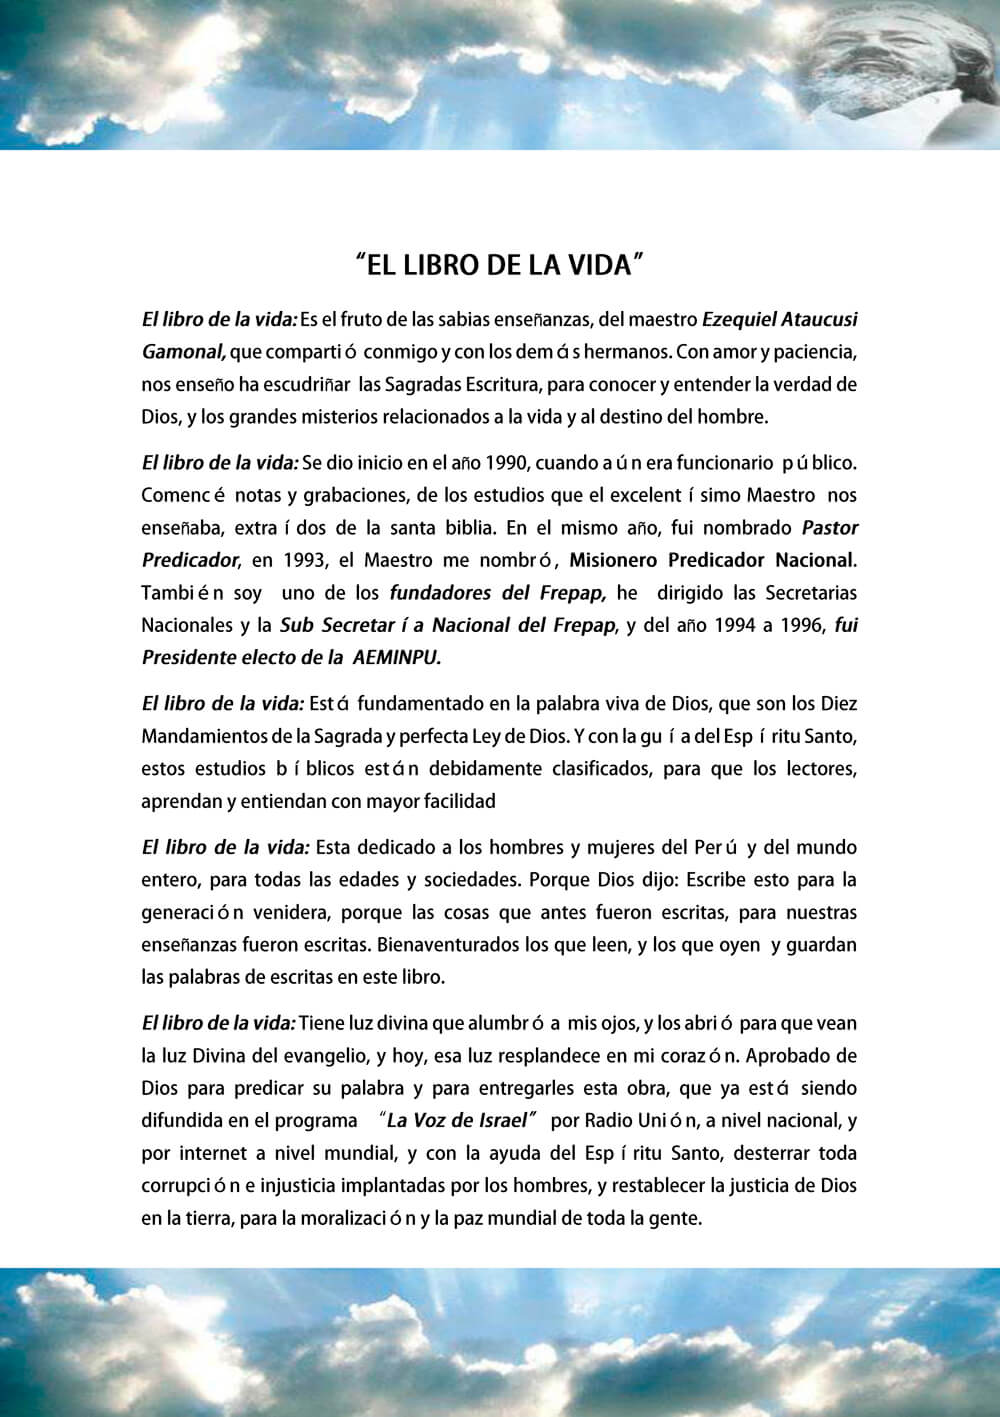 “EL LIBRO DE LA VIDA”
El libro de la vida: Es el fruto de las sabias enseñanzas, del maestro Ezequiel Ataucusi
Gamonal, que compartió conmigo y con los demás hermanos. Con amor y paciencia,
nos enseño ha escudriñar las Sagradas Escritura, para conocer y entender la verdad de
Dios, y los grandes misterios relacionados a la vida y al destino del hombre.
El libro de la vida: Se dio inicio en el año 1990, cuando aún era funcionario público.
Comencé notas y grabaciones, de los estudios que el excelentísimo Maestro nos
enseñaba, extraídos de la santa biblia. En el mismo año, fui nombrado Pastor
Predicador, en 1993, el Maestro me nombró, Misionero Predicador Nacional.
También soy uno de los fundadores del Frepap, he dirigido las Secretarias
Nacionales y la Sub Secretaría Nacional del Frepap, y del año 1994 a 1996, fui
Presidente electo de la AEMINPU.
El libro de la vida: Está fundamentado en la palabra viva de Dios, que son los Diez
Mandamientos de la Sagrada y perfecta Ley de Dios. Y con la guía del Espíritu Santo,
estos estudios bíblicos están debidamente clasificados, para que los lectores,
aprendan y entiendan con mayor facilidad
El libro de la vida: Esta dedicado a los hombres y mujeres del Perú y del mundo
entero, para todas las edades y sociedades. Porque Dios dijo: Escribe esto para la
generación venidera, porque las cosas que antes fueron escritas, para nuestras
enseñanzas fueron escritas. Bienaventurados los que leen, y los que oyen y guardan
las palabras de escritas en este libro.
El libro de la vida: Tiene luz divina que alumbró a mis ojos, y los abrió para que vean
la luz Divina del evangelio, y hoy, esa luz resplandece en mi corazón. Aprobado de
Dios para predicar su palabra y para entregarles esta obra, que ya está siendo
difundida en el programa “La Voz de Israel” por Radio Unión, a nivel nacional, y
por internet a nivel mundial, y con la ayuda del Espíritu Santo, desterrar toda
corrupción e injusticia implantadas por los hombres, y restablecer la justicia de Dios
en la tierra, para la moralización y la paz mundial de toda la gente.